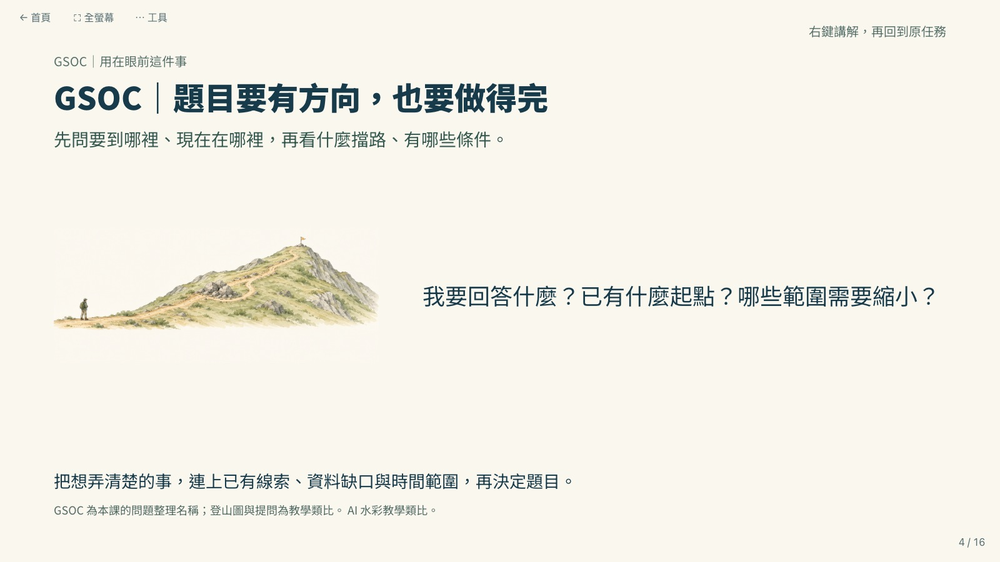 ← 首頁 ⛶ 全螢幕 ⋯ 工具
右鍵講解，再回到原任務
GSOC｜用在眼前這件事
GSOC｜題目要有方向，也要做得完
先問要到哪裡、現在在哪裡，再看什麼擋路、有哪些條件。
我要回答什麼？已有什麼起點？哪些範圍需要縮小？
把想弄清楚的事，連上已有線索、資料缺口與時間範圍，再決定題目。
GSOC 為本課的問題整理名稱；登山圖與提問為教學類比。 AI 水彩教學類比。
4 / 16